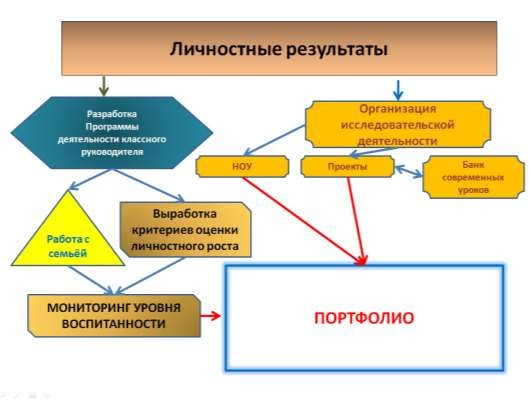 Личностные результаты
Разработка
Программы
деятельности классного
руководителя
Организация
исследовательской
деятельности
НОУ
Проекты
Банк
современных
уроков
Работа с
семьёй
Выработка
критериев оценки
личностного роста
МОНИТОРИНГ УРОВНЯ
ВОСПИТАННОСТИ
ПОРТФОЛИО